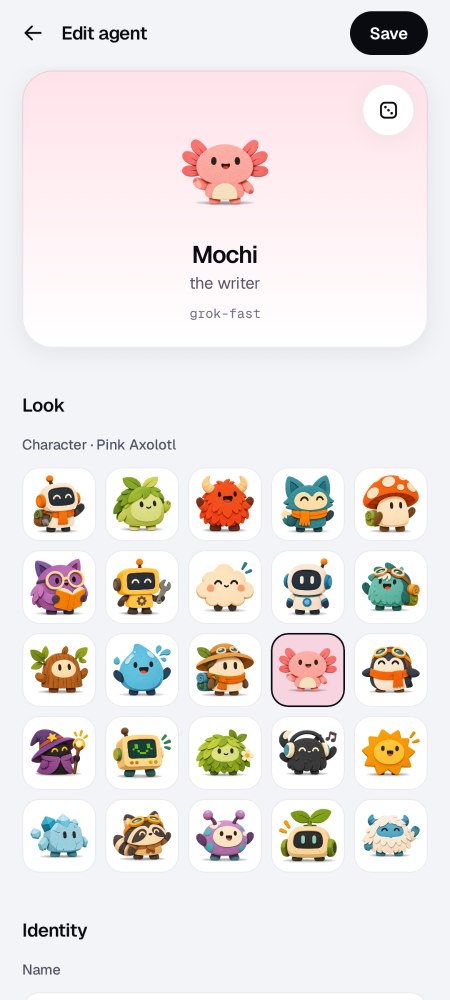 Edit agent
Save
Mochi
the writer
grok-fast
Look
Character · Pink Axolotl
Identity
Name